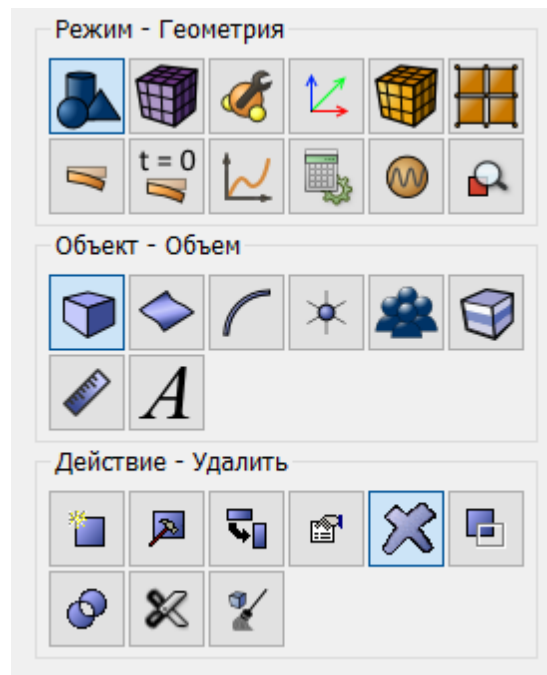 Режим - Геометрия
t = 0
Объект - Объем
A
Действие - Удалить